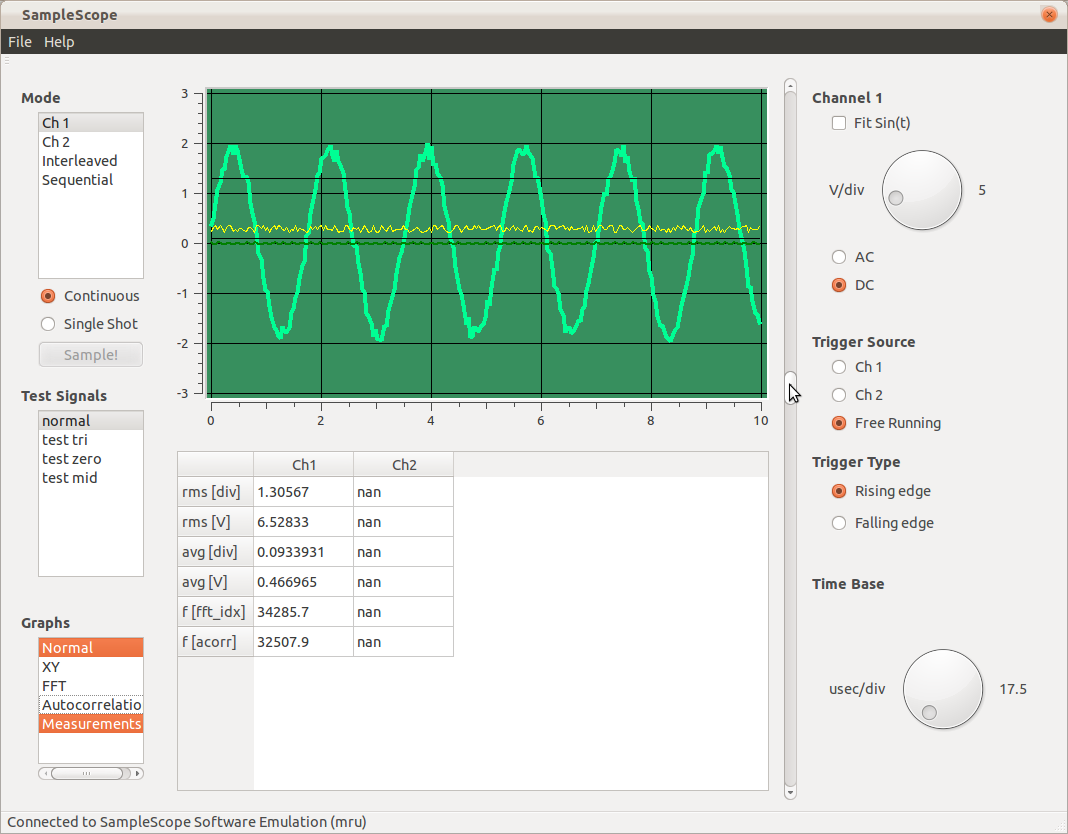 SampleScope
File Help
Mode
Ch 1
Ch 2
Interleaved
Sequential
Continuous
Single Shot
Sample!
Test Signals
normal
test tri
test zero
test mid
Graphs
Normal
XY
FFT
Autocorrelatio
Measurements
3
2
1
0
-1
-2
-3
0 2 4 6 8 10
Ch1 Ch2
rms [div] 1.30567 nan
rms [V] 6.52833 nan
avg [div] 0.0933931 nan
avg [V] 0.466965 nan
f [fft_idx] 34285.7 nan
f [acorr] 32507.9 nan
Channel 1
Fit Sin(t)
V/div 5
AC
DC
Trigger Source
Ch 1
Ch 2
Free Running
Trigger Type
Rising edge
Falling edge
Time Base
usec/div 17.5
Connected to SampleScope Software Emulation (mru)